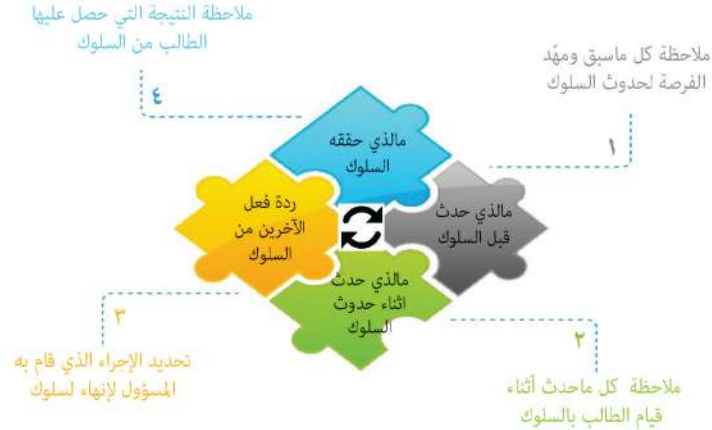 ملاحظة كل ماسبق ومهّد
الفرصة لحدوث السلوك
١
مالذي حدث
قبل السلوك
مالذي حدث
اثناء حدوث
السلوك
٢
ملاحظة كل ماحدث أثناء
قيام الطالب بالسلوك
ردة فعل
الآخرين من
السلوك
٣
تحديد الإجراء الذي قام به
المسؤول لإنهاء لسلوك
مالذي حققه
السلوك
٤
ملاحظة النتيجة التي حصل عليها
الطالب من السلوك